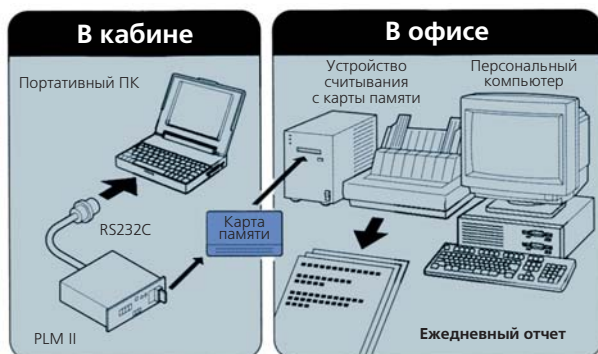 В кабине
Портативный ПК
RS232C
Карта
памяти
PLM II
В офисе
Устройство
считывания
с карты памяти
Персональный
компьютер
Ежедневный отчет